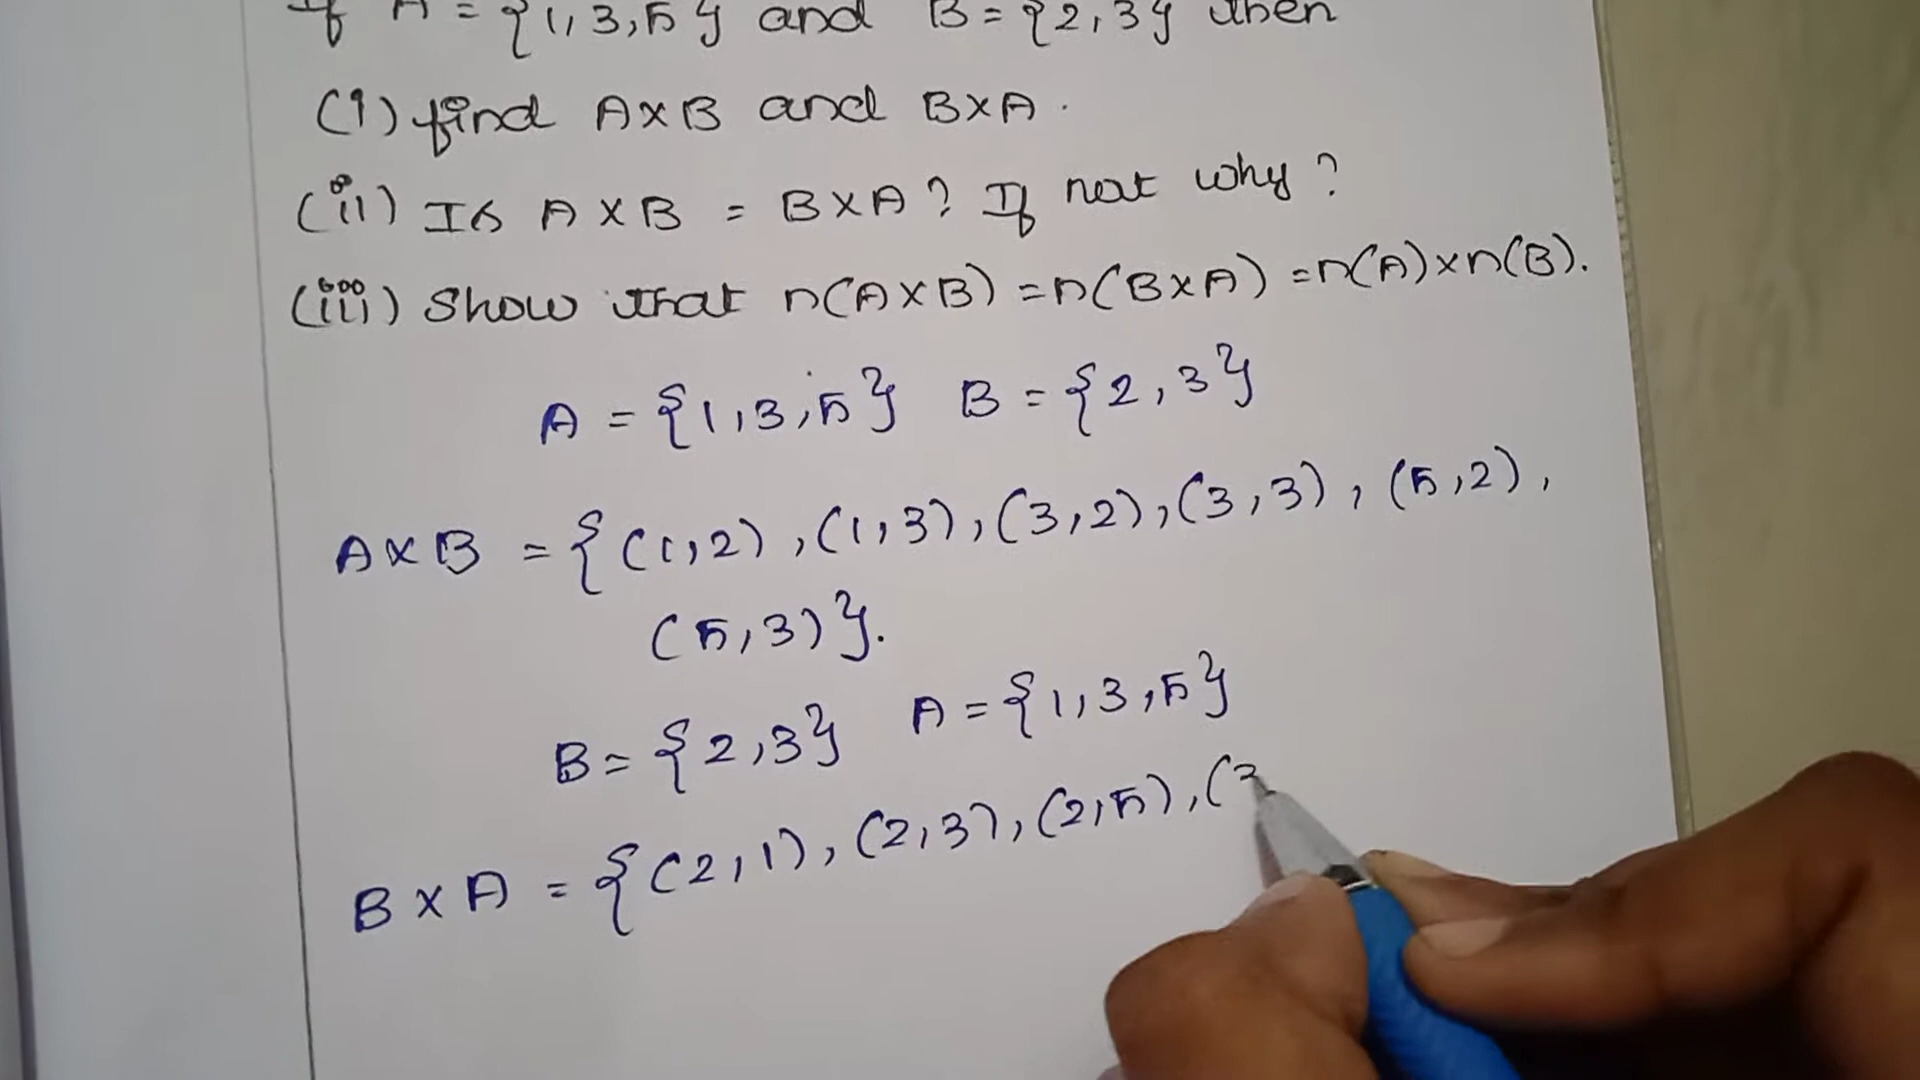 If A = {1,3,5} and B = {2,3} then
(i) find A×B and B×A.
(ii) Is A×B = B×A? If not why?
(iii) Show that n(A×B) = n(B×A) = n(A)×n(B).
A = {1,3,5} B = {2,3}
A×B = {(1,2),(1,3),(3,2),(3,3),(5,2),
(5,3)}.
B = {2,3} A = {1,3,5}
B×A = {(2,1),(2,3),(2,5),(3